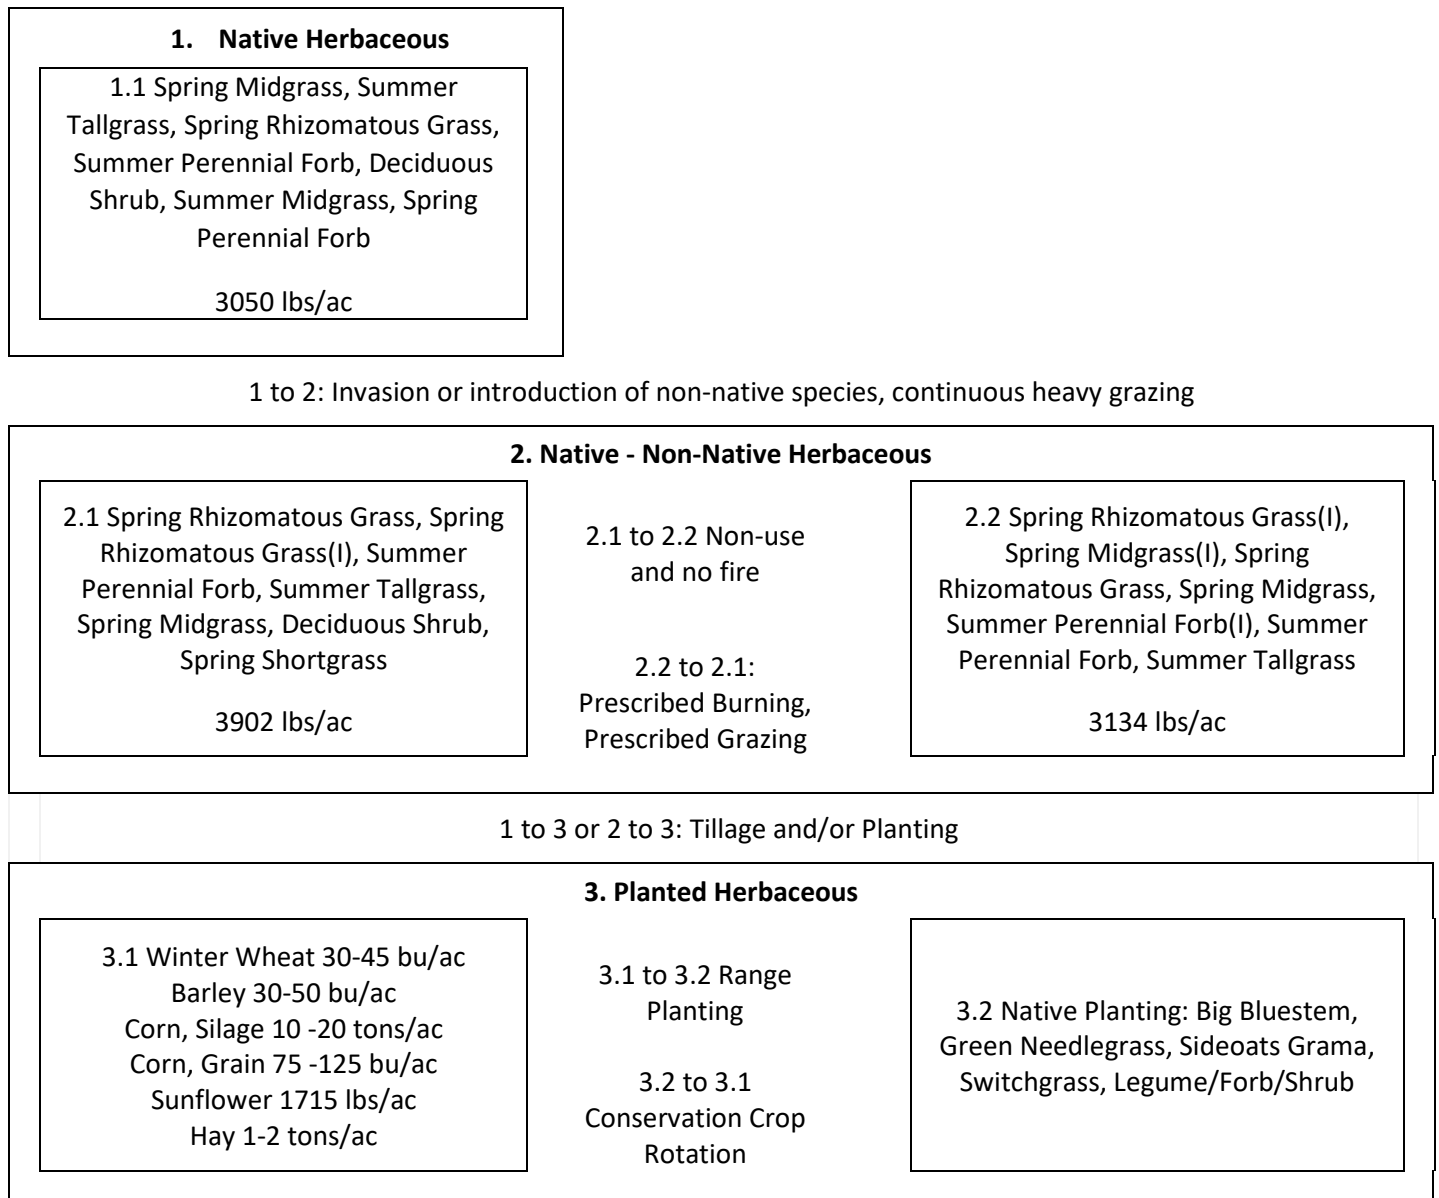 1. Native Herbaceous
1.1 Spring Midgrass, Summer
Tallgrass, Spring Rhizomatous Grass,
Summer Perennial Forb, Deciduous
Shrub, Summer Midgrass, Spring
Perennial Forb
3050 lbs/ac
1 to 2: Invasion or introduction of non-native species, continuous heavy grazing
2. Native - Non-Native Herbaceous
2.1 Spring Rhizomatous Grass, Spring
Rhizomatous Grass(I), Summer
Perennial Forb, Summer Tallgrass,
Spring Midgrass, Deciduous Shrub,
Spring Shortgrass
3902 lbs/ac
2.1 to 2.2 Non-use
and no fire
2.2 to 2.1:
Prescribed Burning,
Prescribed Grazing
2.2 Spring Rhizomatous Grass(I),
Spring Midgrass(I), Spring
Rhizomatous Grass, Spring Midgrass,
Summer Perennial Forb(I), Summer
Perennial Forb, Summer Tallgrass
3134 lbs/ac
1 to 3 or 2 to 3: Tillage and/or Planting
3. Planted Herbaceous
3.1 Winter Wheat 30-45 bu/ac
Barley 30-50 bu/ac
Corn, Silage 10 -20 tons/ac
Corn, Grain 75 -125 bu/ac
Sunflower 1715 lbs/ac
Hay 1-2 tons/ac
3.1 to 3.2 Range
Planting
3.2 to 3.1
Conservation Crop
Rotation
3.2 Native Planting: Big Bluestem,
Green Needlegrass, Sideoats Grama,
Switchgrass, Legume/Forb/Shrub